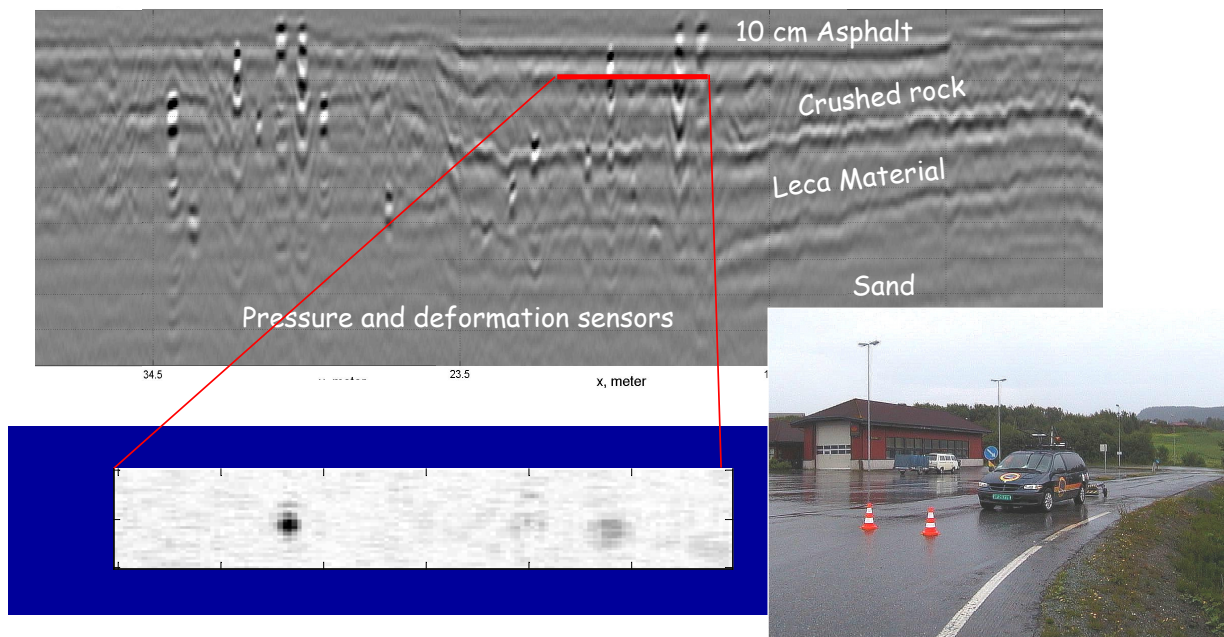 10 cm Asphalt
Crushed rock
Leca Material
Sand
Pressure and deformation sensors
34.5
23.5
x, meter